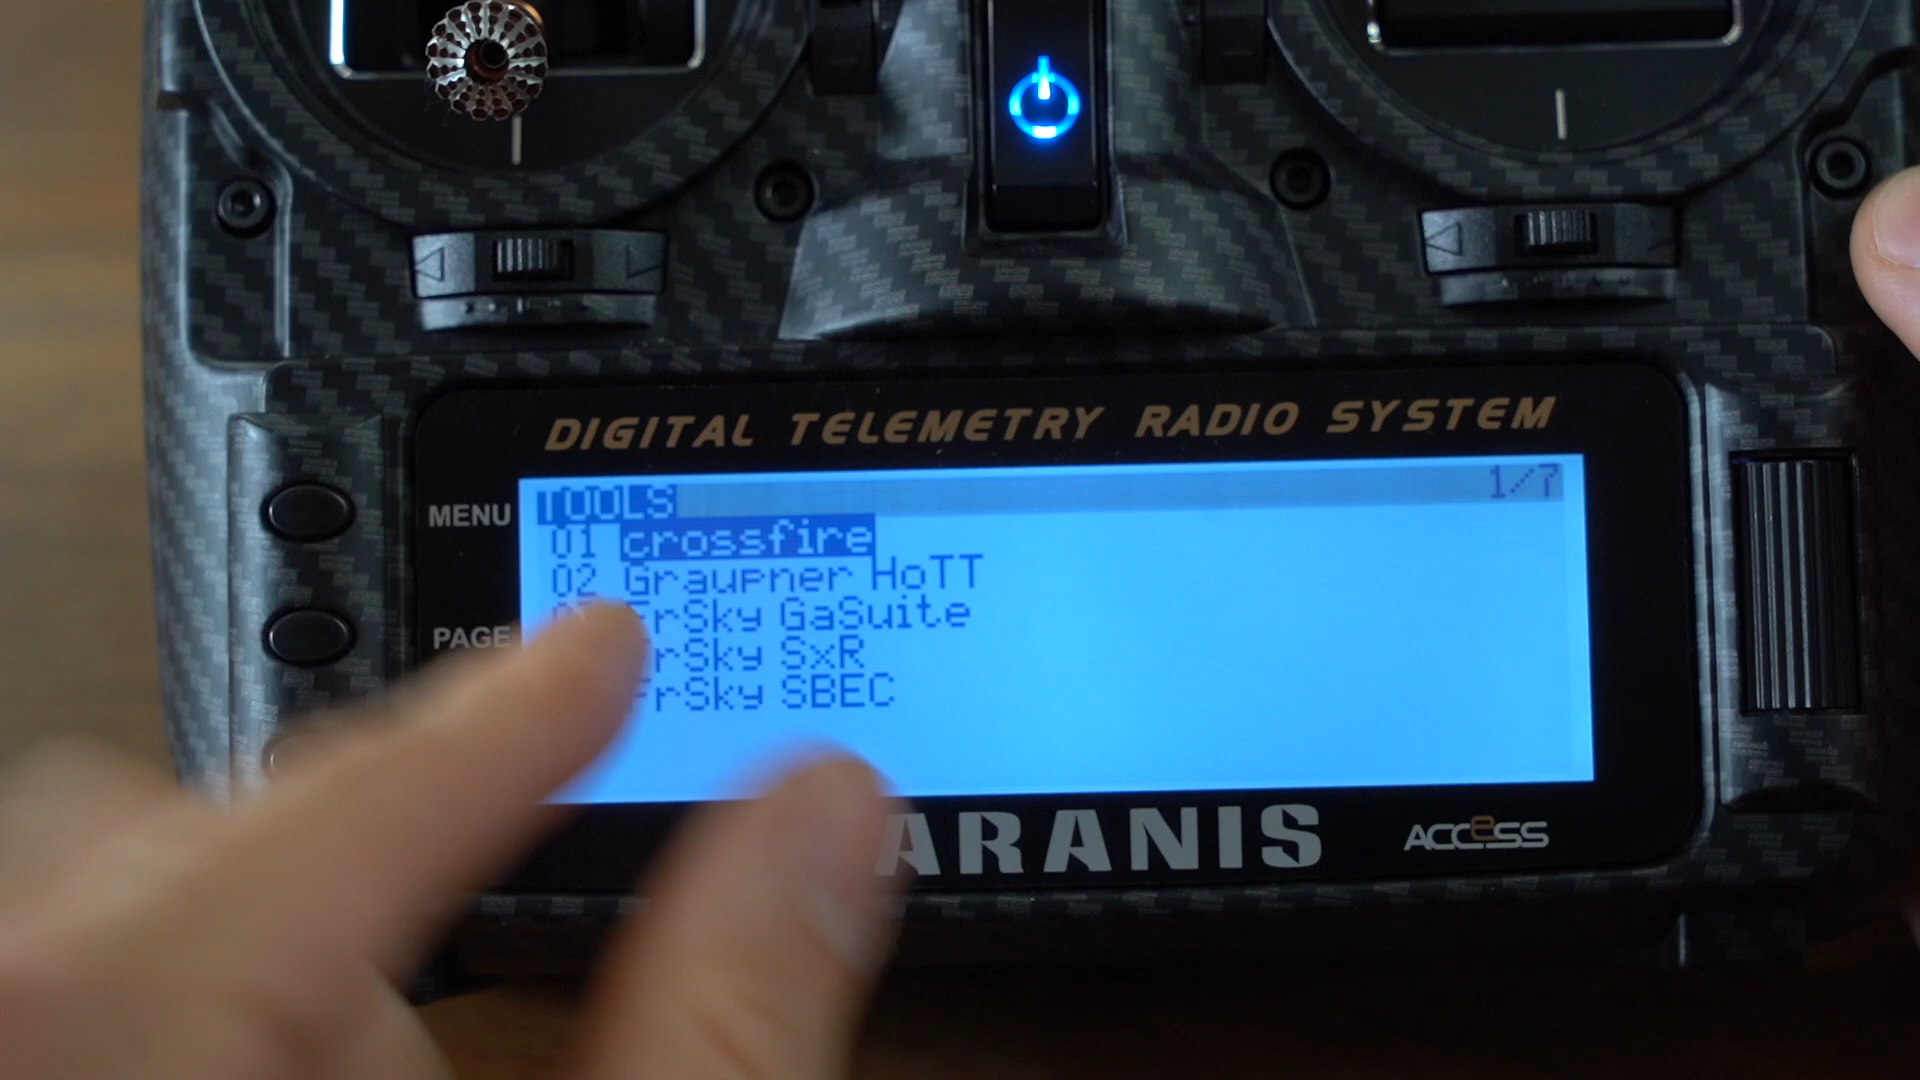 DIGITAL TELEMETRY RADIO SYSTEM
TOOLS 1/7
MENU
01 crossfire
02 Graupner HoTT
FrSky GaSuite
PAGE
FrSky SxR
FrSky SBEC
ARANIS
ACCESS